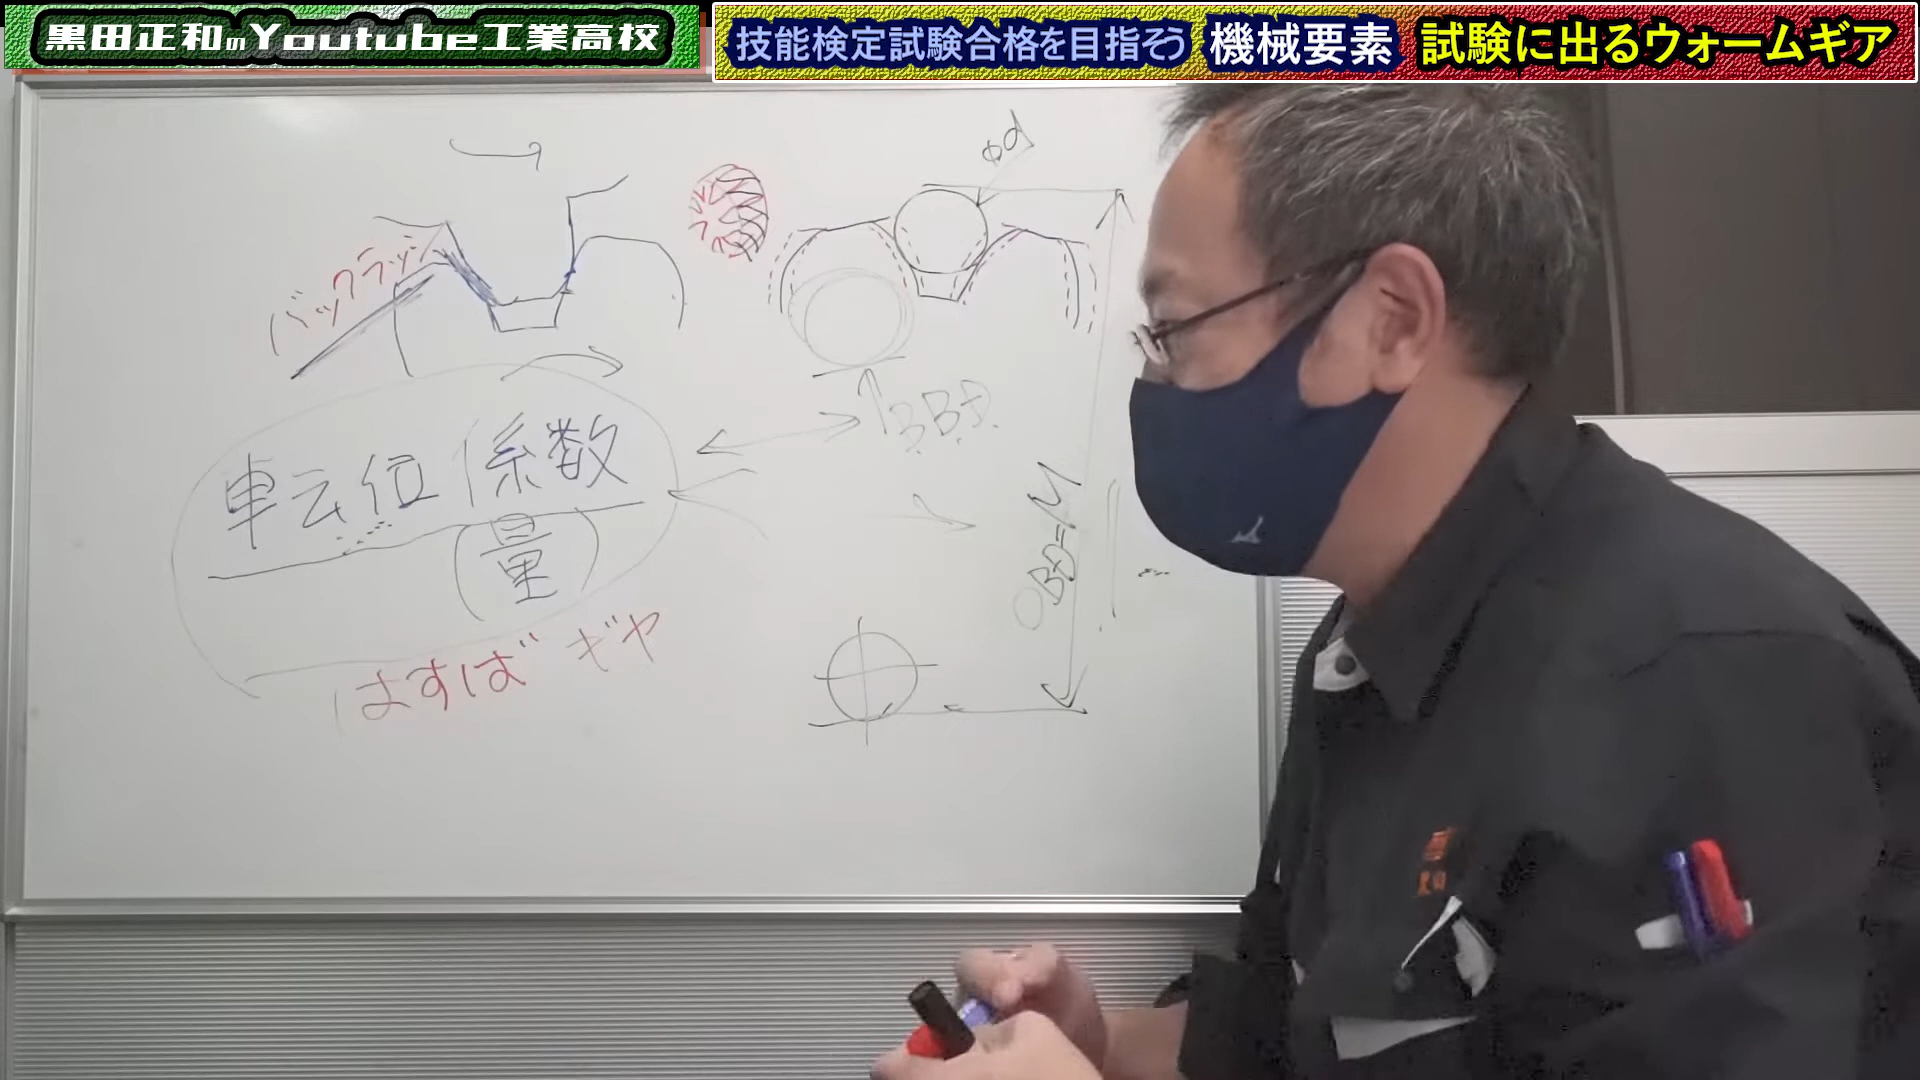 黒田正和のYoutube工業高校
技能検定試験合格を目指そう 機械要素 試験に出るウォームギア
バックラッシ
φd
B.B.D.
転位係数
(量)
OBD=M
はすばギヤ